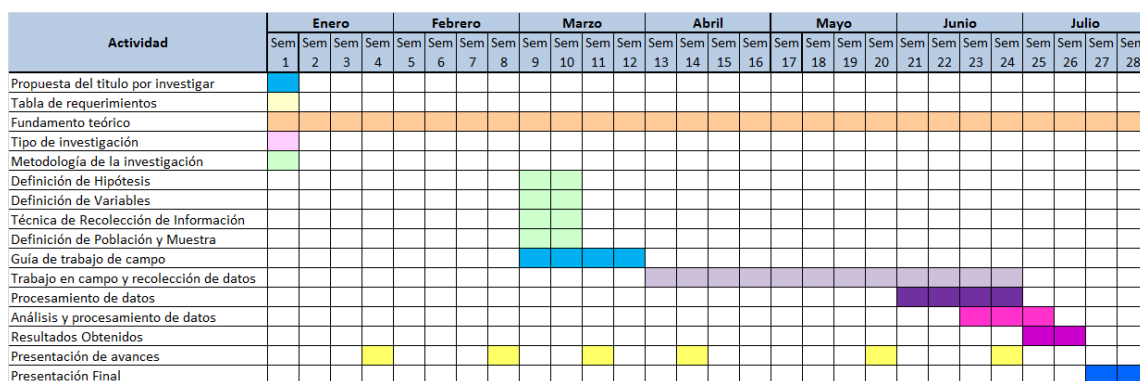 Actividad Enero Febrero Marzo Abril Mayo Junio Julio
Sem Sem Sem Sem Sem Sem Sem Sem Sem Sem Sem Sem Sem Sem Sem Sem Sem Sem Sem Sem Sem Sem Sem Sem Sem Sem Sem Sem
1 2 3 4 5 6 7 8 9 10 11 12 13 14 15 16 17 18 19 20 21 22 23 24 25 26 27 28
Propuesta del titulo por investigar
Tabla de requerimientos
Fundamento teórico
Tipo de investigación
Metodología de la investigación
Definición de Hipótesis
Definición de Variables
Técnica de Recolección de Información
Definición de Población y Muestra
Guía de trabajo de campo
Trabajo en campo y recolección de datos
Procesamiento de datos
Análisis y procesamiento de datos
Resultados Obtenidos
Presentación de avances
Presentación Final